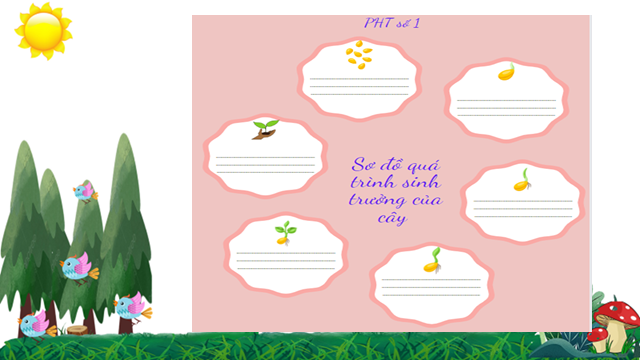 PHT số 1
Sơ đồ quá
trình sinh
trưởng của
cây